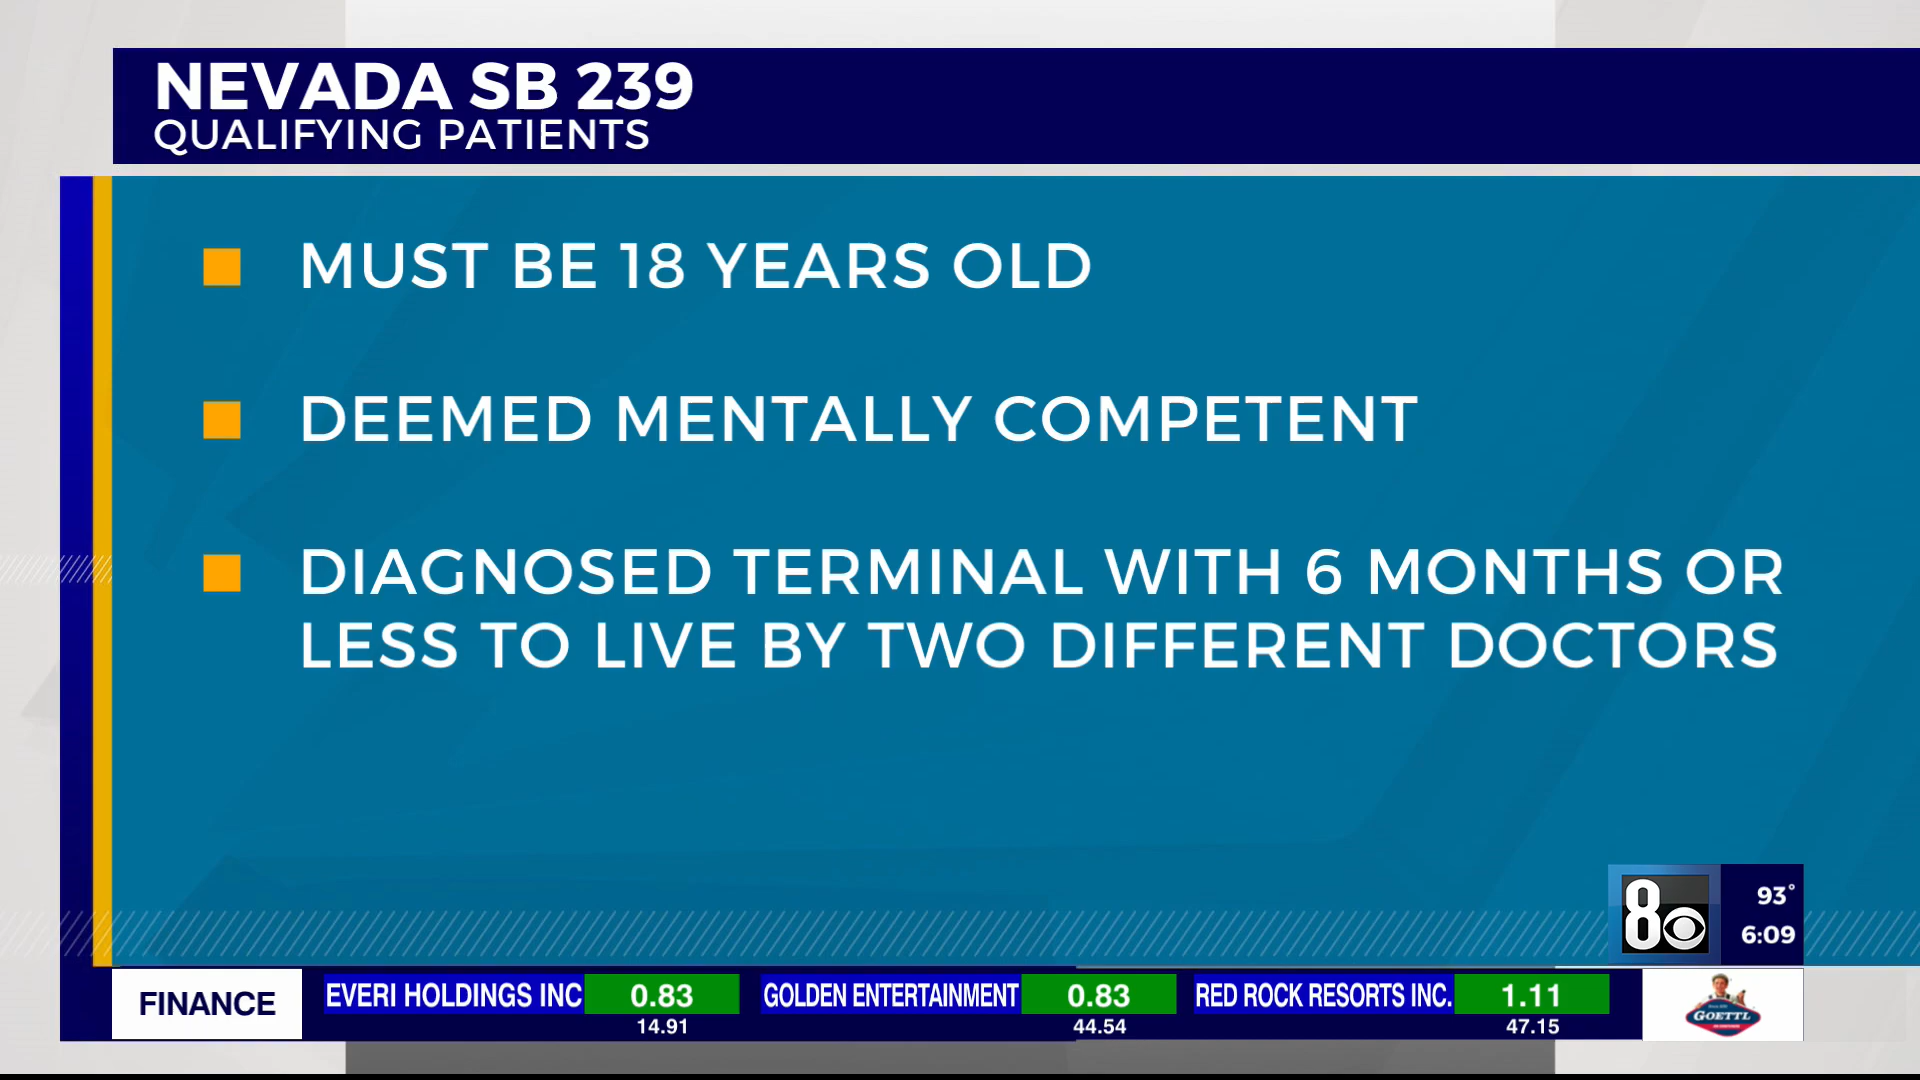 NEVADA SB 239
QUALIFYING PATIENTS
MUST BE 18 YEARS OLD
DEEMED MENTALLY COMPETENT
DIAGNOSED TERMINAL WITH 6 MONTHS OR
LESS TO LIVE BY TWO DIFFERENT DOCTORS
8
93°
6:09
FINANCE
EVERI HOLDINGS INC 0.83
14.91
GOLDEN ENTERTAINMENT 0.83
44.54
RED ROCK RESORTS INC. 1.11
47.15
GOETTL